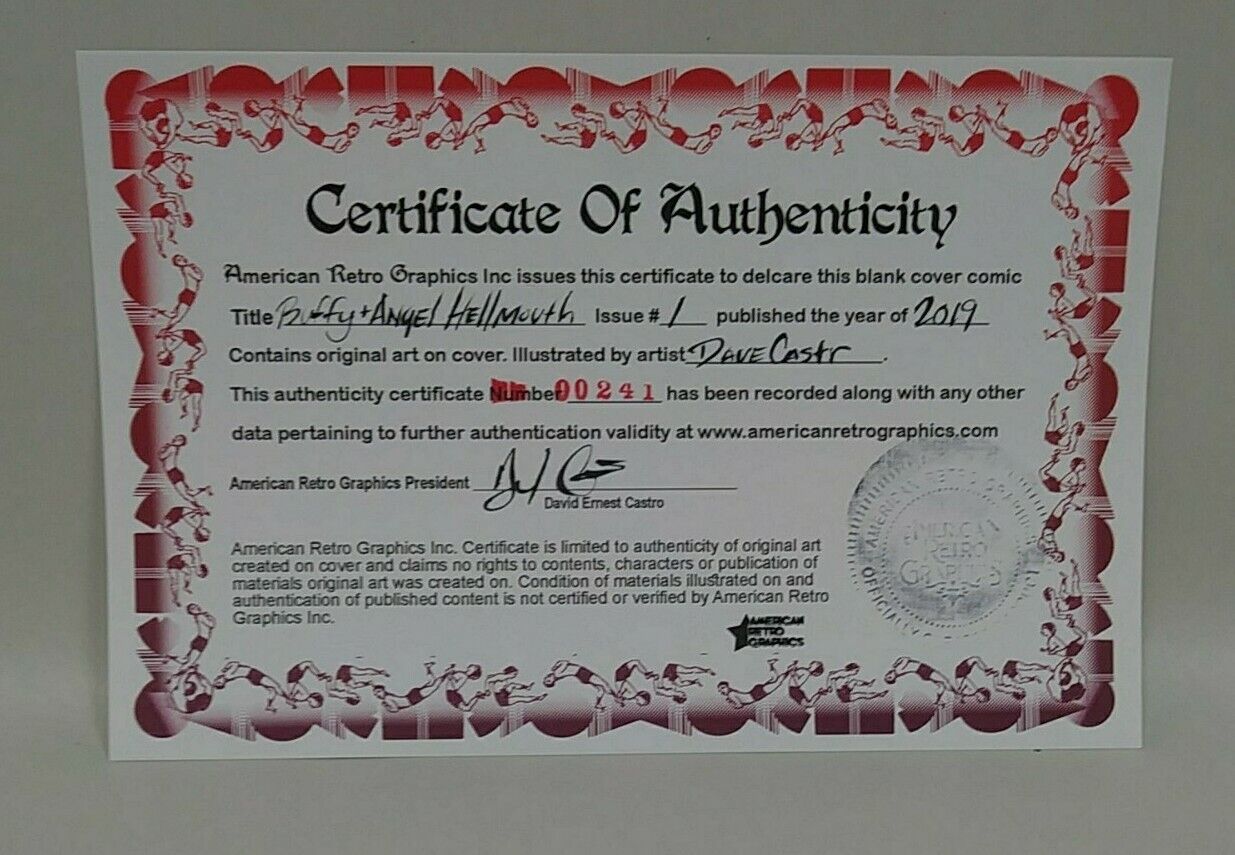 Certificate Of Authenticity
American Retro Graphics Inc issues this certificate to delcare this blank cover comic
Title Buffy + Angel Hellmouth Issue # 1 published the year of 2019
Contains original art on cover. Illustrated by artist Dave Castr.
This authenticity certificate Number 00241 has been recorded along with any other
data pertaining to further authentication validity at www.americanretrographics.com
American Retro Graphics President
David Ernest Castro
American Retro Graphics Inc. Certificate is limited to authenticity of original art
created on cover and claims no rights to contents, characters or publication of
materials original art was created on. Condition of materials illustrated on and
authentication of published content is not certified or verified by American Retro
Graphics Inc.
AMERICAN
RETRO
GRAPHICS
AMERICAN RETRO
OFFICIALLY
AMERICAN
RETRO
GRAPHICS